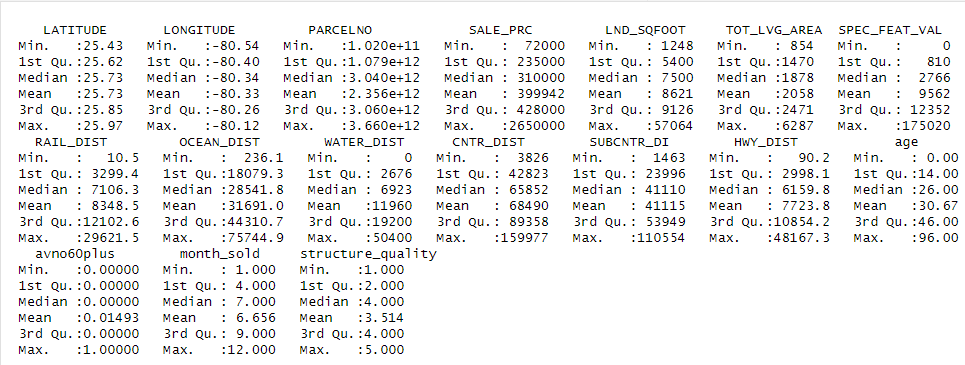 LATITUDE LONGITUDE PARCELNO SALE_PRC LND_SQFOOT TOT_LVG_AREA SPEC_FEAT_VAL
Min. :25.43 Min. :-80.54 Min. :1.020e+11 Min. : 72000 Min. : 1248 Min. : 854 Min. : 0
1st Qu.:25.62 1st Qu.:-80.40 1st Qu.:1.079e+12 1st Qu.: 235000 1st Qu.: 5400 1st Qu.:1470 1st Qu.: 810
Median :25.73 Median :-80.34 Median :3.040e+12 Median : 310000 Median : 7500 Median :1878 Median : 2766
Mean :25.73 Mean :-80.33 Mean :2.356e+12 Mean : 399942 Mean : 8621 Mean :2058 Mean : 9562
3rd Qu.:25.85 3rd Qu.:-80.26 3rd Qu.:3.060e+12 3rd Qu.: 428000 3rd Qu.: 9126 3rd Qu.:2471 3rd Qu.: 12352
Max. :25.97 Max. :-80.12 Max. :3.660e+12 Max. :2650000 Max. :57064 Max. :6287 Max. :175020
RAIL_DIST OCEAN_DIST WATER_DIST CNTR_DIST SUBCNTR_DI HWY_DIST age
Min. : 10.5 Min. : 236.1 Min. : 0 Min. : 3826 Min. : 1463 Min. : 90.2 Min. : 0.00
1st Qu.: 3299.4 1st Qu.:18079.3 1st Qu.: 2676 1st Qu.: 42823 1st Qu.: 23996 1st Qu.: 2998.1 1st Qu.:14.00
Median : 7106.3 Median :28541.8 Median : 6923 Median : 65852 Median : 41110 Median : 6159.8 Median :26.00
Mean : 8348.5 Mean :31691.0 Mean :11960 Mean : 68490 Mean : 41115 Mean : 7723.8 Mean :30.67
3rd Qu.:12102.6 3rd Qu.:44310.7 3rd Qu.:19200 3rd Qu.: 89358 3rd Qu.: 53949 3rd Qu.:10854.2 3rd Qu.:46.00
Max. :29621.5 Max. :75744.9 Max. :50400 Max. :159977 Max. :110554 Max. :48167.3 Max. :96.00
avno60plus month_sold structure_quality
Min. :0.00000 Min. : 1.000 Min. :1.000
1st Qu.:0.00000 1st Qu.: 4.000 1st Qu.:2.000
Median :0.00000 Median : 7.000 Median :4.000
Mean :0.01493 Mean : 6.656 Mean :3.514
3rd Qu.:0.00000 3rd Qu.: 9.000 3rd Qu.:4.000
Max. :1.00000 Max. :12.000 Max. :5.000